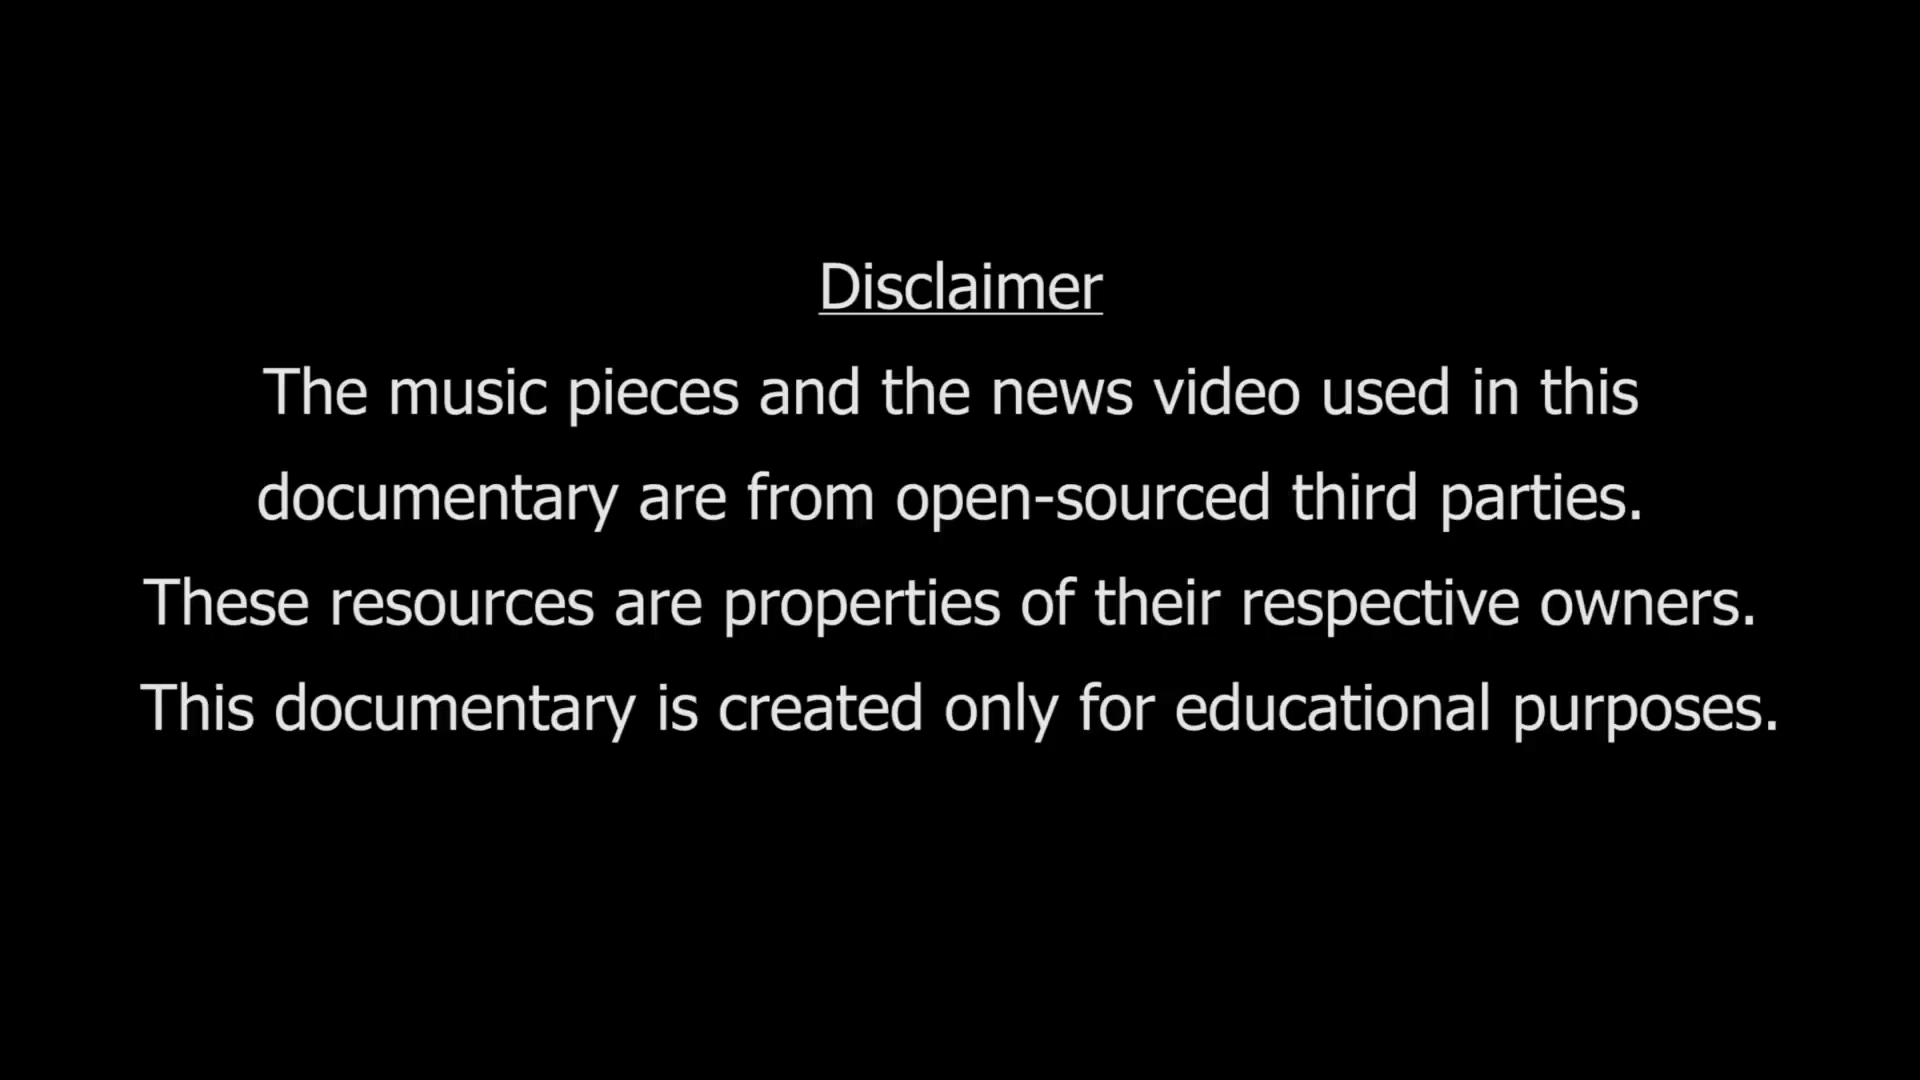 Disclaimer
The music pieces and the news video used in this
documentary are from open-sourced third parties.
These resources are properties of their respective owners.
This documentary is created only for educational purposes.